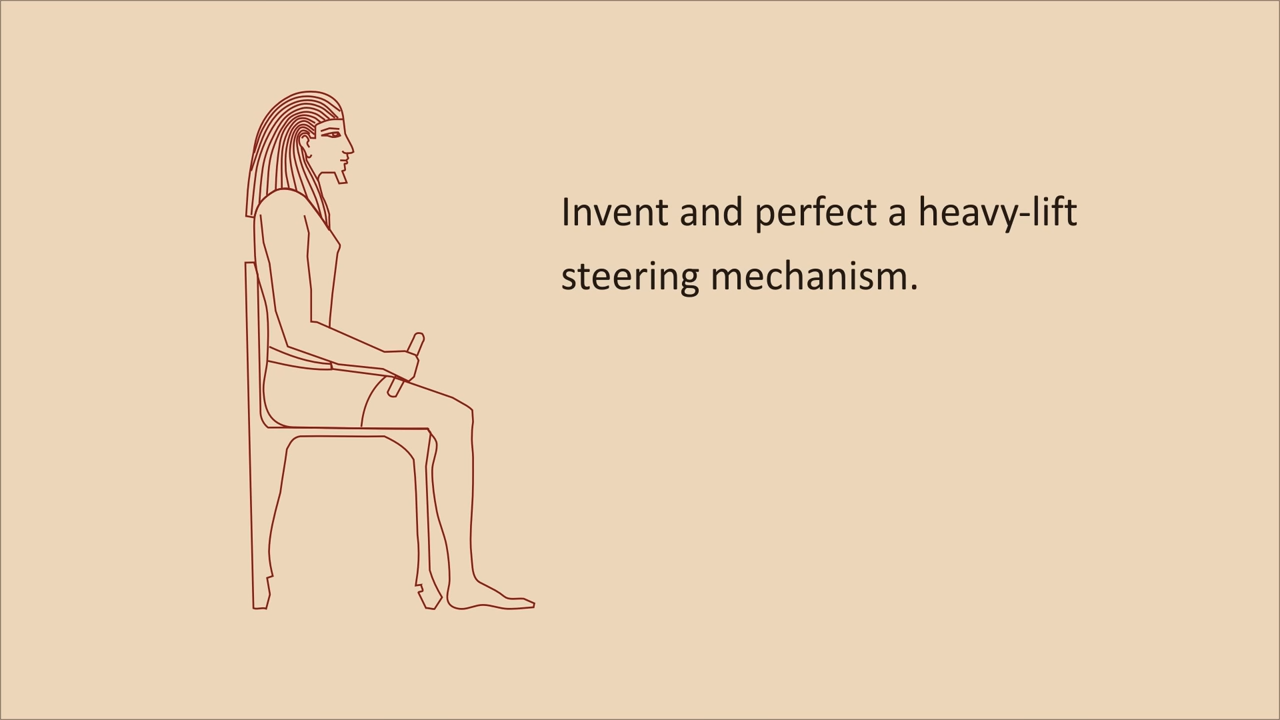 Invent and perfect a heavy-lift
steering mechanism.